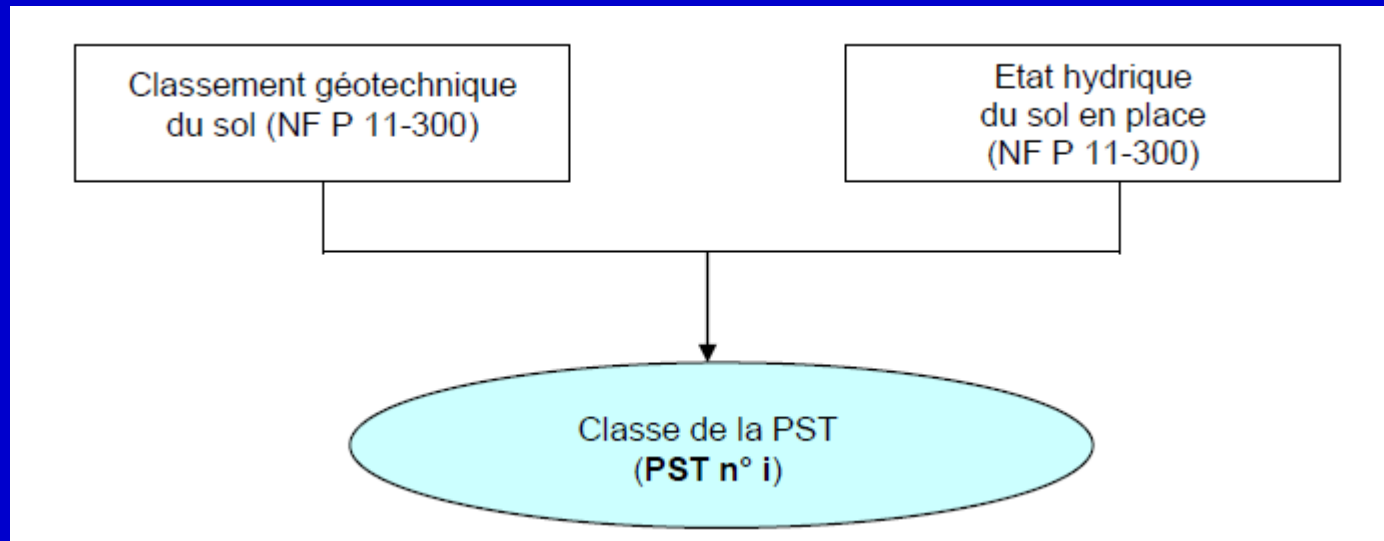 Classement géotechnique
du sol (NF P 11-300)
Etat hydrique
du sol en place
(NF P 11-300)
Classe de la PST
(PST n° i)